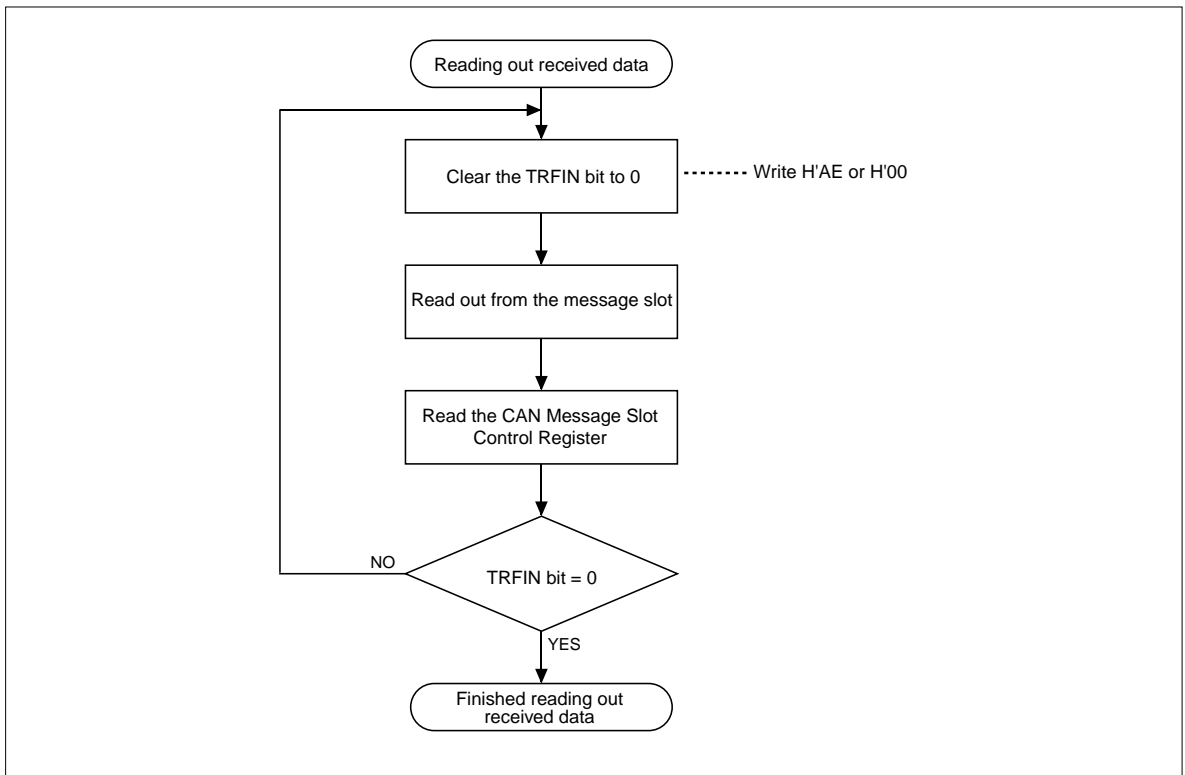 Reading out received data
Clear the TRFIN bit to 0
Write H'AE or H'00
Read out from the message slot
Read the CAN Message Slot
Control Register
NO
TRFIN bit = 0
YES
Finished reading out
received data